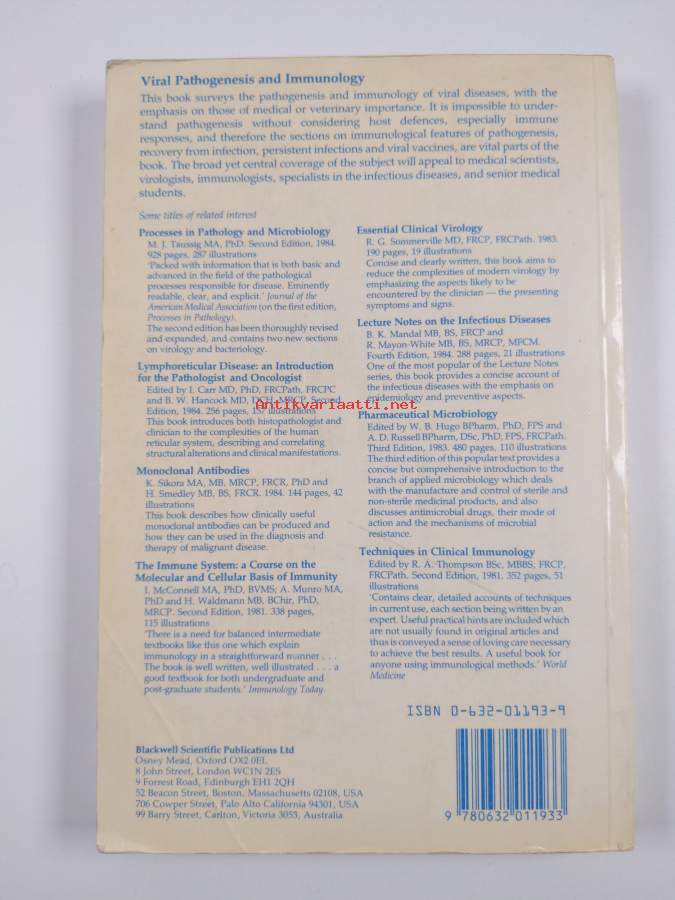 Viral Pathogenesis and Immunology
This book surveys the pathogenesis and immunology of viral diseases, with the
emphasis on those of medical or veterinary importance. It is impossible to under-
stand pathogenesis without considering host defences, especially immune
responses, and therefore the sections on immunological features of pathogenesis,
recovery from infection, persistent infections and viral vaccines, are vital parts of the
book. The broad yet central coverage of the subject will appeal to medical scientists,
virologists, immunologists, specialists in the infectious diseases, and senior medical
students.
Some titles of related interest
Processes in Pathology and Microbiology
M. J. Taussig MA, PhD. Second Edition, 1984.
928 pages, 287 illustrations
'Packed with information that is both basic and
advanced in the field of the pathological
processes responsible for disease. Eminently
readable, clear, and explicit.' Journal of the
American Medical Association (on the first edition,
Processes in Pathology).
The second edition has been thoroughly revised
and expanded, and contains two new sections
on virology and bacteriology.
Lymphoreticular Disease: an Introduction
for the Pathologist and Oncologist
Edited by I. Carr MD, PhD, FRCPath, FRCPC
and B. W. Hancock MD, DCH, MRCP. Second
Edition, 1984. 256 pages, 157 illustrations
This book introduces both histopathologist and
clinician to the complexities of the human
reticular system, describing and correlating
structural alterations and clinical manifestations.
Monoclonal Antibodies
K. Sikora MA, MB, MRCP, FRCR, PhD and
H. Smedley MB, BS, FRCR. 1984. 144 pages, 42
illustrations
This book describes how clinically useful
monoclonal antibodies can be produced and
how they can be used in the diagnosis and
therapy of malignant disease.
The Immune System: a Course on the
Molecular and Cellular Basis of Immunity
I. McConnell MA, PhD, BVMS; A. Munro MA,
PhD and H. Waldmann MB, BChir, PhD,
MRCP. Second Edition, 1981. 338 pages,
115 illustrations
'There is a need for balanced intermediate
textbooks like this one which explain
immunology in a straightforward manner . . .
The book is well written, well illustrated . . . a
good textbook for both undergraduate and
post-graduate students.' Immunology Today
Essential Clinical Virology
R. G. Sommerville MD, FRCP, FRCPath. 1983.
190 pages, 19 illustrations
Concise and clearly written, this book aims to
reduce the complexities of modern virology by
emphasizing the aspects likely to be
encountered by the clinician — the presenting
symptoms and signs.
Lecture Notes on the Infectious Diseases
B. K. Mandal MB, BS, FRCP and
R. Mayon-White MB, BS, MRCP, MFCM.
Fourth Edition, 1984. 288 pages, 21 illustrations
One of the most popular of the Lecture Notes
series, this book provides a concise account of
the infectious diseases with the emphasis on
epidemiology and preventive aspects.
Pharmaceutical Microbiology
Edited by W. B. Hugo BPharm, PhD, FPS and
A. D. Russell BPharm, DSc, PhD, FPS, FRCPath.
Third Edition, 1983. 480 pages, 110 illustrations
The third edition of this popular text provides a
concise but comprehensive introduction to the
branch of applied microbiology which deals
with the manufacture and control of sterile and
non-sterile medicinal products, and also
discusses antimicrobial drugs, their mode of
action and the mechanisms of microbial
resistance.
Techniques in Clinical Immunology
Edited by R. A. Thompson BSc, MBBS, FRCP,
FRCPath. Second Edition, 1981. 352 pages, 51
illustrations
'Contains clear, detailed accounts of techniques
in current use, each section being written by an
expert. Useful practical hints are included which
are not usually found in original articles and
thus is conveyed a sense of loving care necessary
to achieve the best results. A useful book for
anyone using immunological methods.' World
Medicine
Antikvariaatti.net
ISBN 0-632-01193-9
Blackwell Scientific Publications Ltd
Osney Mead, Oxford OX2 0EL
8 John Street, London WC1N 2ES
9 Forrest Road, Edinburgh EH1 2QH
52 Beacon Street, Boston, Massachusetts 02108, USA
706 Cowper Street, Palo Alto California 94301, USA
99 Barry Street, Carlton, Victoria 3053, Australia
9 780632 011933